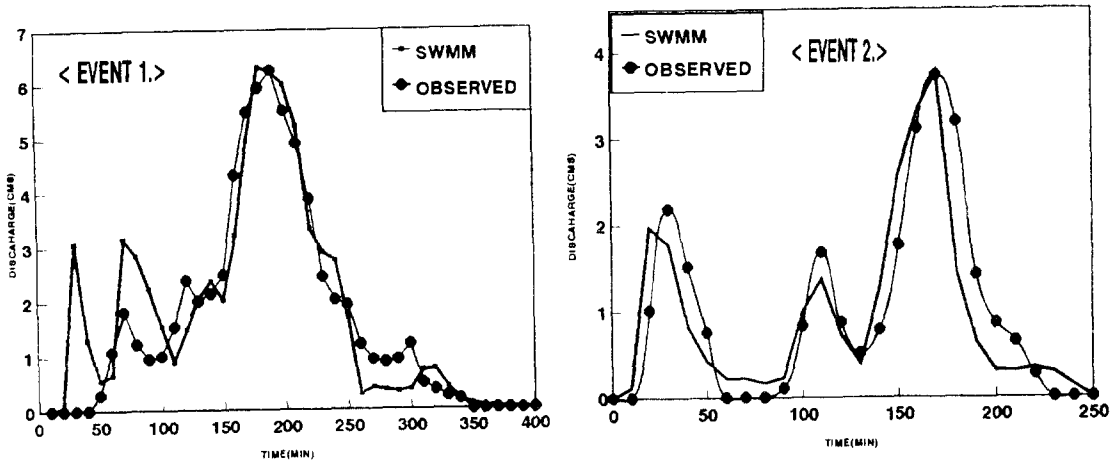 < EVENT 1.>
SWMM
OBSERVED
7
6
5
4
3
2
1
0
DISCAHARGE(CMS)
0 50 100 150 200 250 300 350 400
TIME(MIN)
< EVENT 2.>
SWMM
OBSERVED
4
3
2
1
0
DISCAHARGE(CMS)
0 50 100 150 200 250
TIME(MIN)